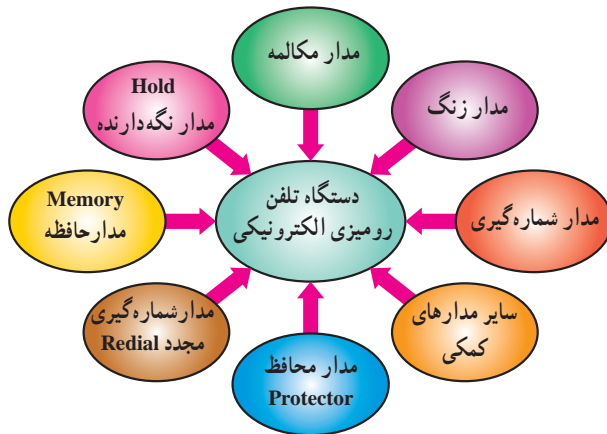 مدار مکالمه
مدار زنگ
Hold
مدار نگه‌دارنده
دستگاه تلفن
رومیزی الکترونیکی
Memory
مدارحافظه
مدار شماره‌گیری
مدارشماره‌گیری
مجدد Redial
سایر مدارهای
کمکی
مدار محافظ
Protector